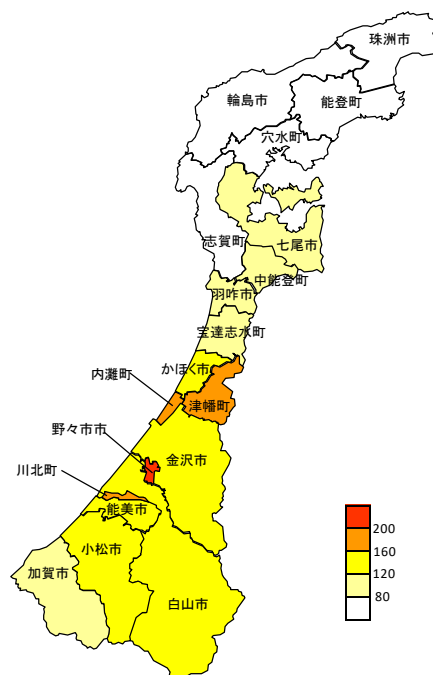 珠洲市
輪島市
能登町
穴水町
志賀町
七尾市
中能登町
羽咋市
宝達志水町
かほく市
内灘町
津幡町
野々市市
金沢市
川北町
能美市
小松市
加賀市
白山市
200
160
120
80